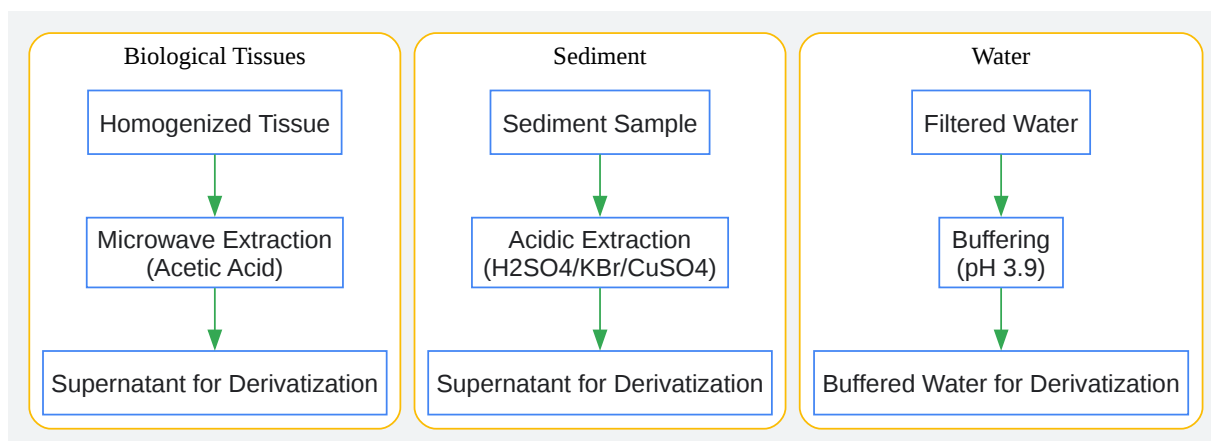 Biological Tissues
Homogenized Tissue
Microwave Extraction
(Acetic Acid)
Supernatant for Derivatization
Sediment
Sediment Sample
Acidic Extraction
(H2SO4/KBr/CuSO4)
Supernatant for Derivatization
Water
Filtered Water
Buffering
(pH 3.9)
Buffered Water for Derivatization